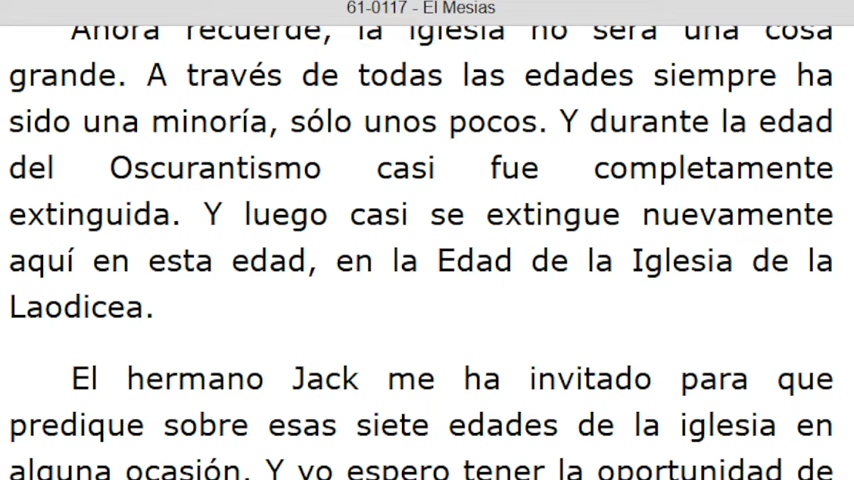 61-0117 - El Mesias
Ahora recuerde, la iglesia no será una cosa
grande. A través de todas las edades siempre ha
sido una minoría, sólo unos pocos. Y durante la edad
del Oscurantismo casi fue completamente
extinguida. Y luego casi se extingue nuevamente
aquí en esta edad, en la Edad de la Iglesia de la
Laodicea.
El hermano Jack me ha invitado para que
predique sobre esas siete edades de la iglesia en
alguna ocasión. Y yo espero tener la oportunidad de